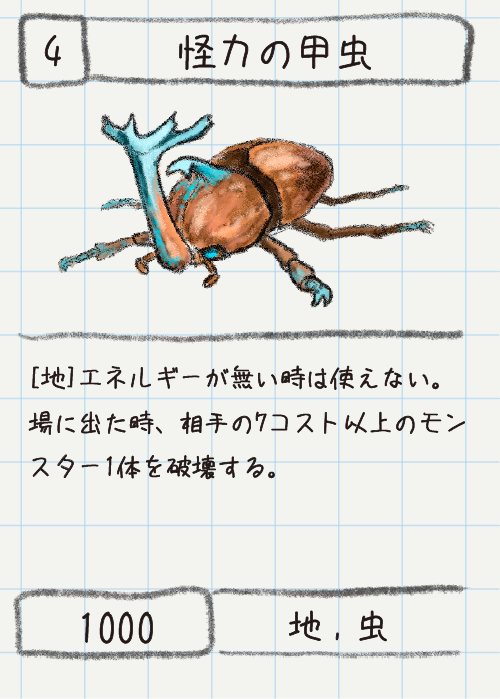 4
怪力の甲虫
[地]エネルギーが無い時は使えない。
場に出た時、相手の7コスト以上のモン
スター1体を破壊する。
1000
地, 虫